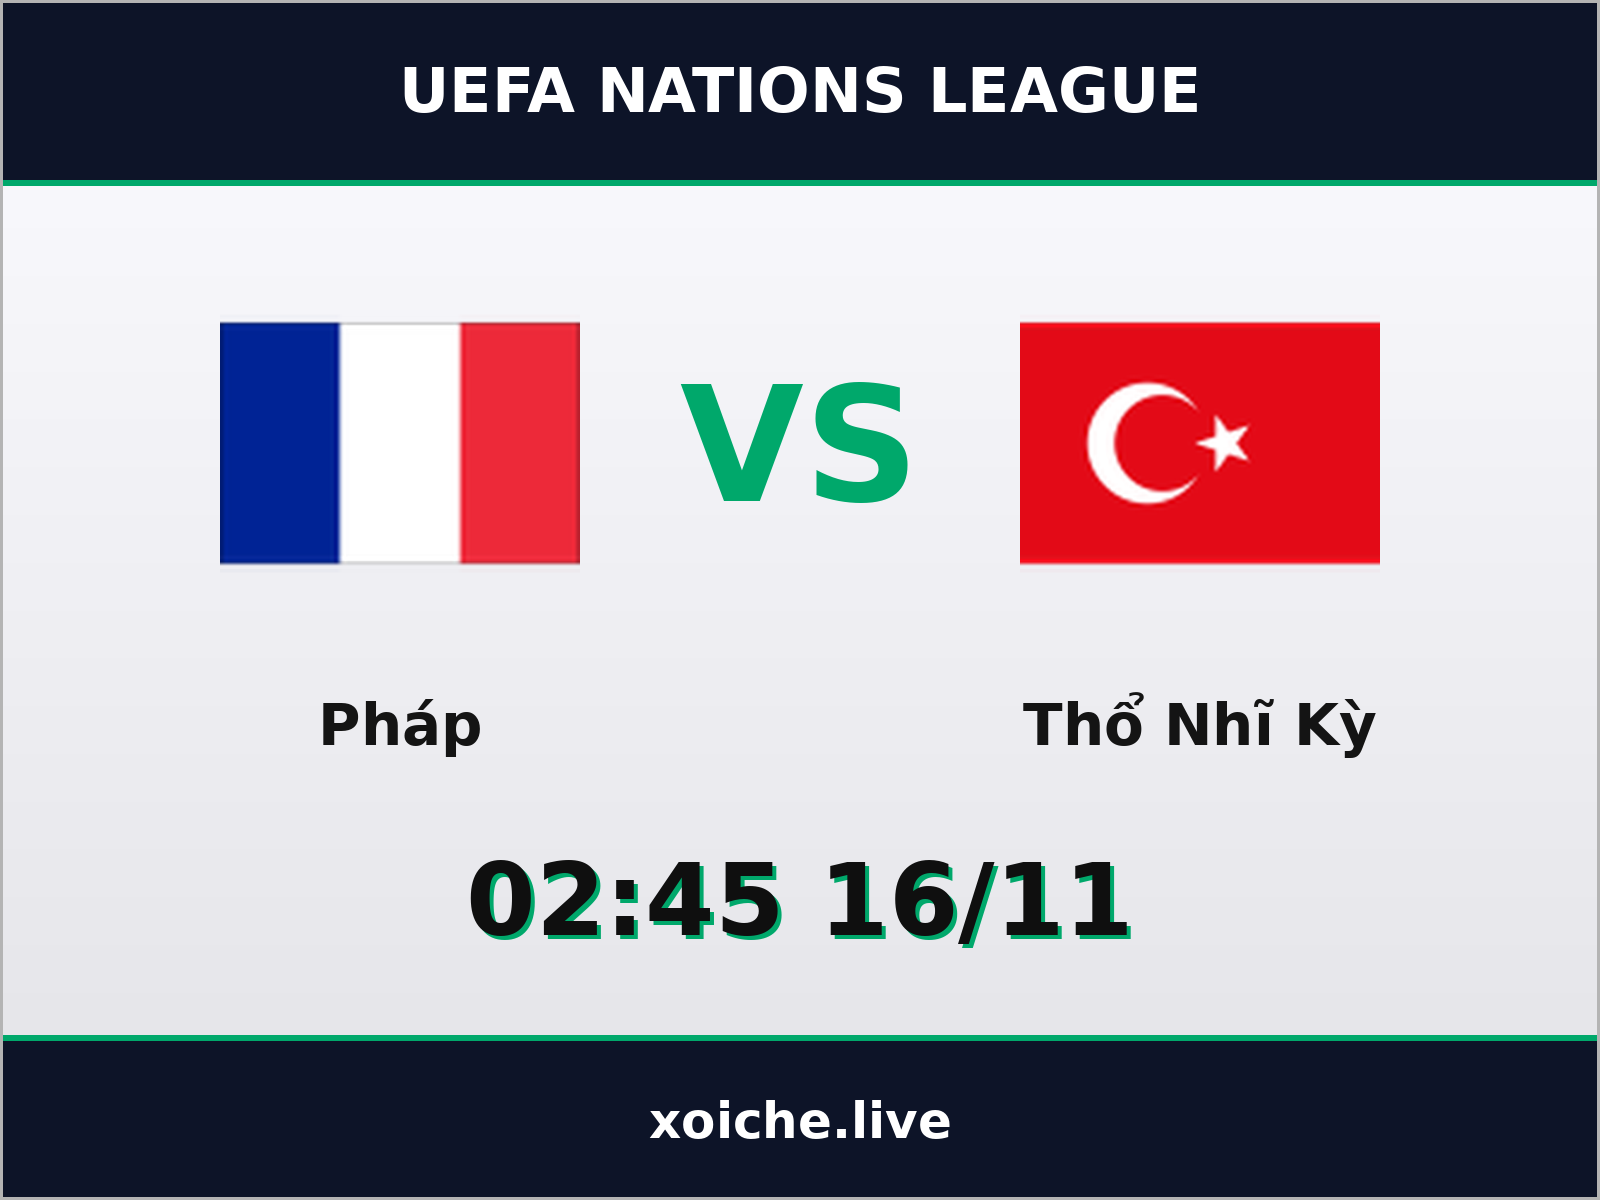 UEFA NATIONS LEAGUE
VS
Pháp
Thổ Nhĩ Kỳ
02:45 16/11
xoiche.live